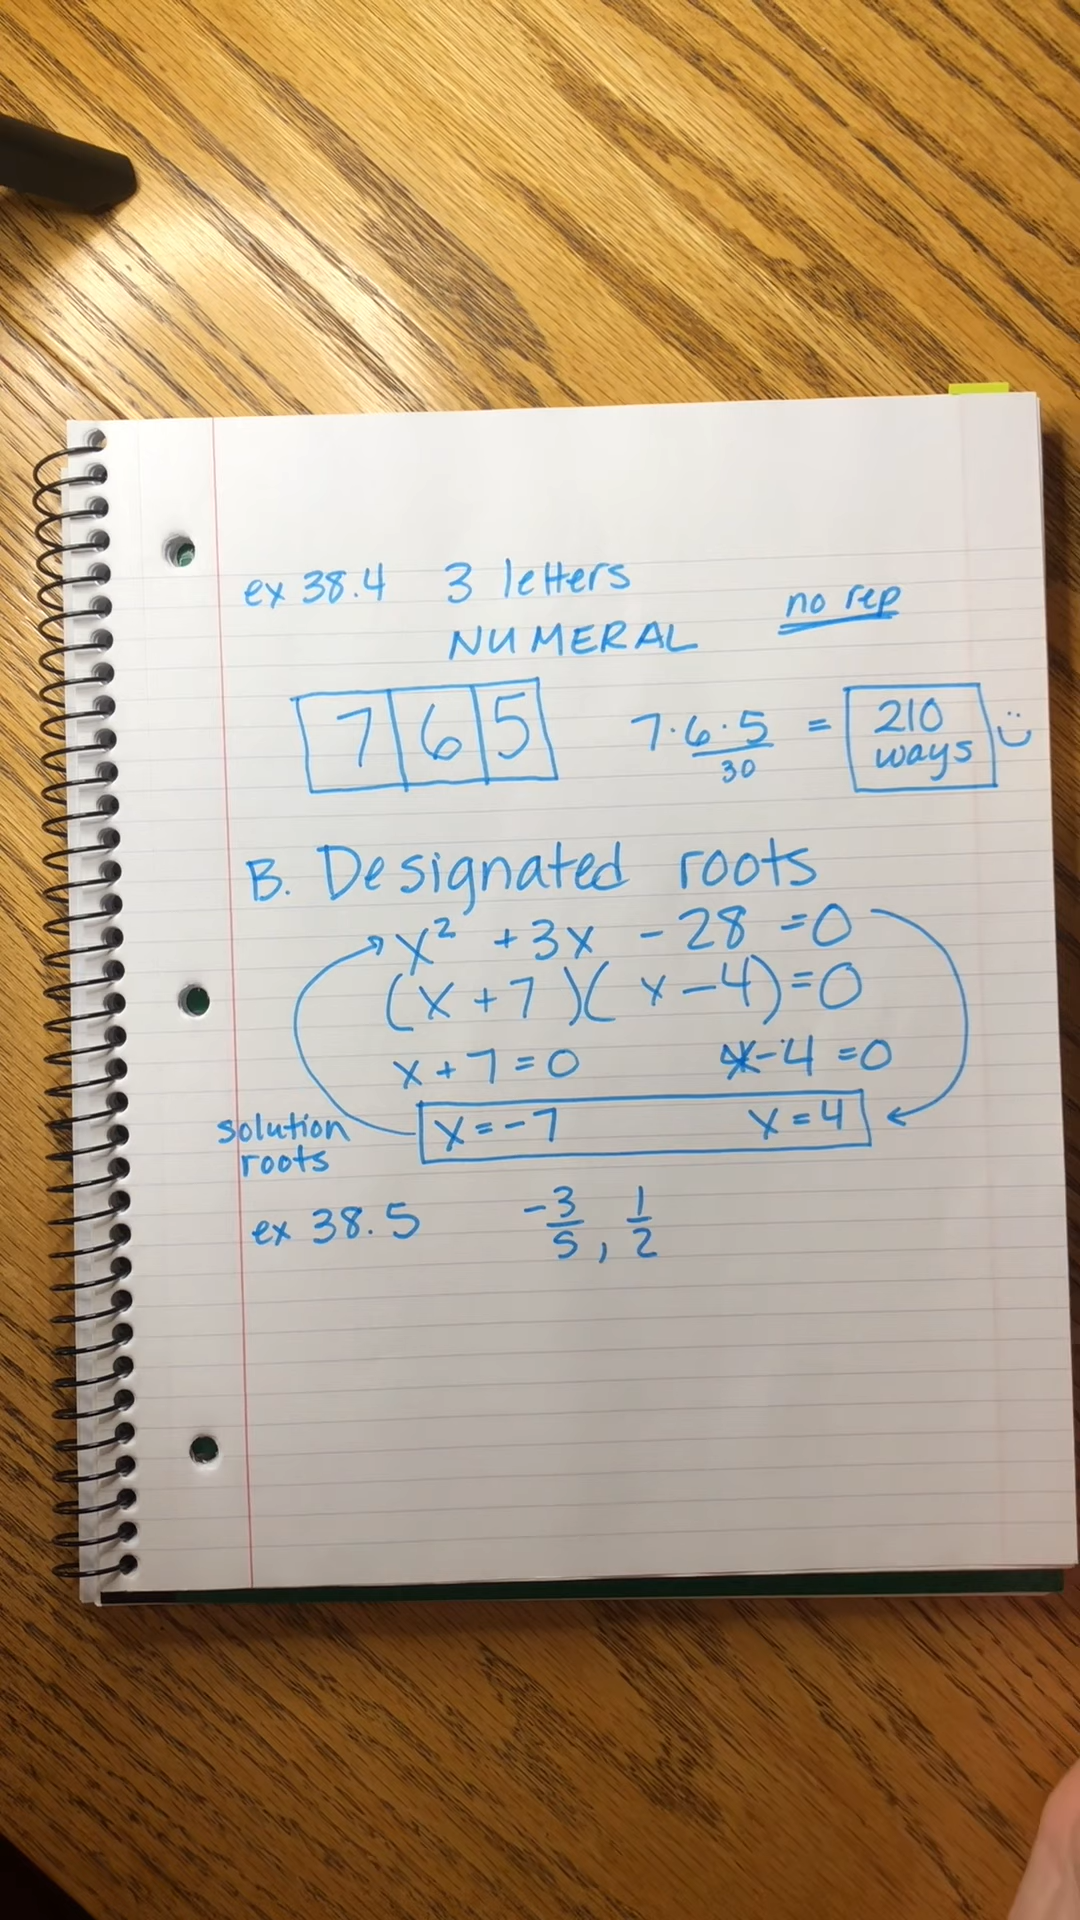 ex 38.4 3 letters
NUMERAL no rep
7 6 5 7·6·5 = 210 ways
30
B. Designated roots
x² + 3x - 28 = 0
(x + 7)(x - 4) = 0
x + 7 = 0 x - 4 = 0
solution roots x = -7 x = 4
ex 38.5 -3/5, 1/2